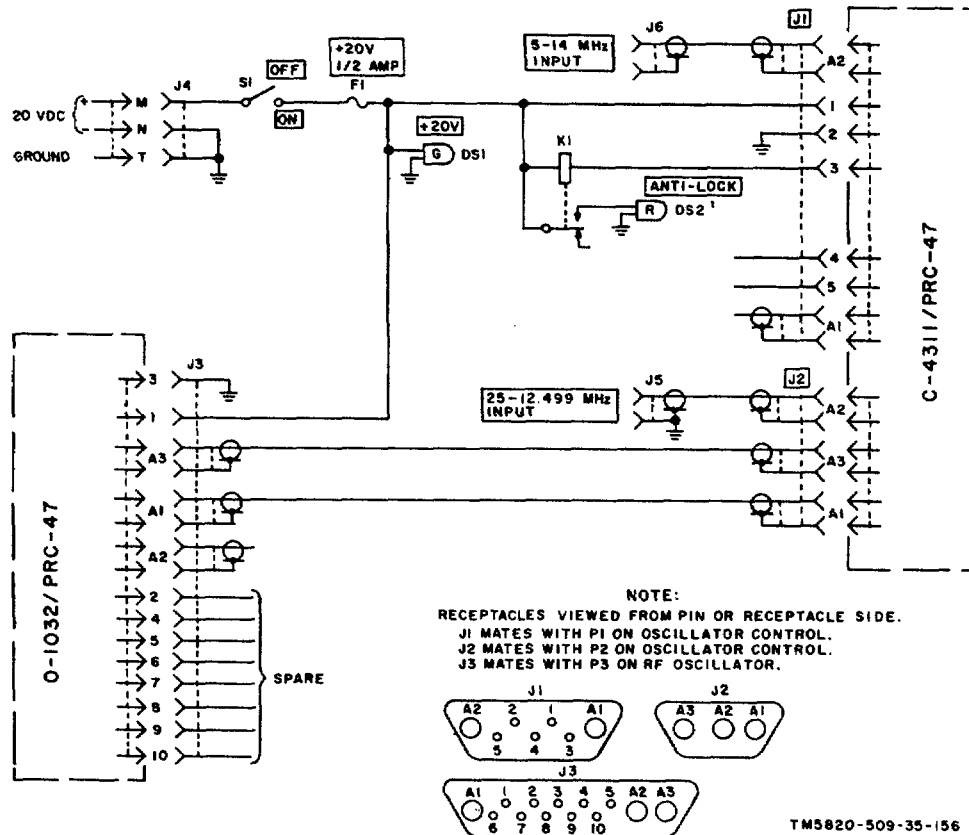 J6
J1
5-14 MHz
INPUT
A2
+20V
1/2 AMP
F1
OFF
S1
ON
J4
20 VDC
+
-
M
N
GROUND
T
1
2
3
+20V
G
DS1
K1
ANTI-LOCK
R
DS2
4
5
A1
C-4311/PRC-47
J3
3
1
A3
A1
A2
2
4
5
6
7
8
9
10
SPARE
O-1032/PRC-47
25-12.499 MHz
INPUT
J5
J2
A2
A3
A1
NOTE:
RECEPTACLES VIEWED FROM PIN OR RECEPTACLE SIDE.
J1 MATES WITH P1 ON OSCILLATOR CONTROL.
J2 MATES WITH P2 ON OSCILLATOR CONTROL.
J3 MATES WITH P3 ON RF OSCILLATOR.
J1
A2 2 1 A1
5 4 3
J2
A3 A2 A1
J3
A1 1 2 3 4 5 A2 A3
6 7 8 9 10
TM5820-509-35-156